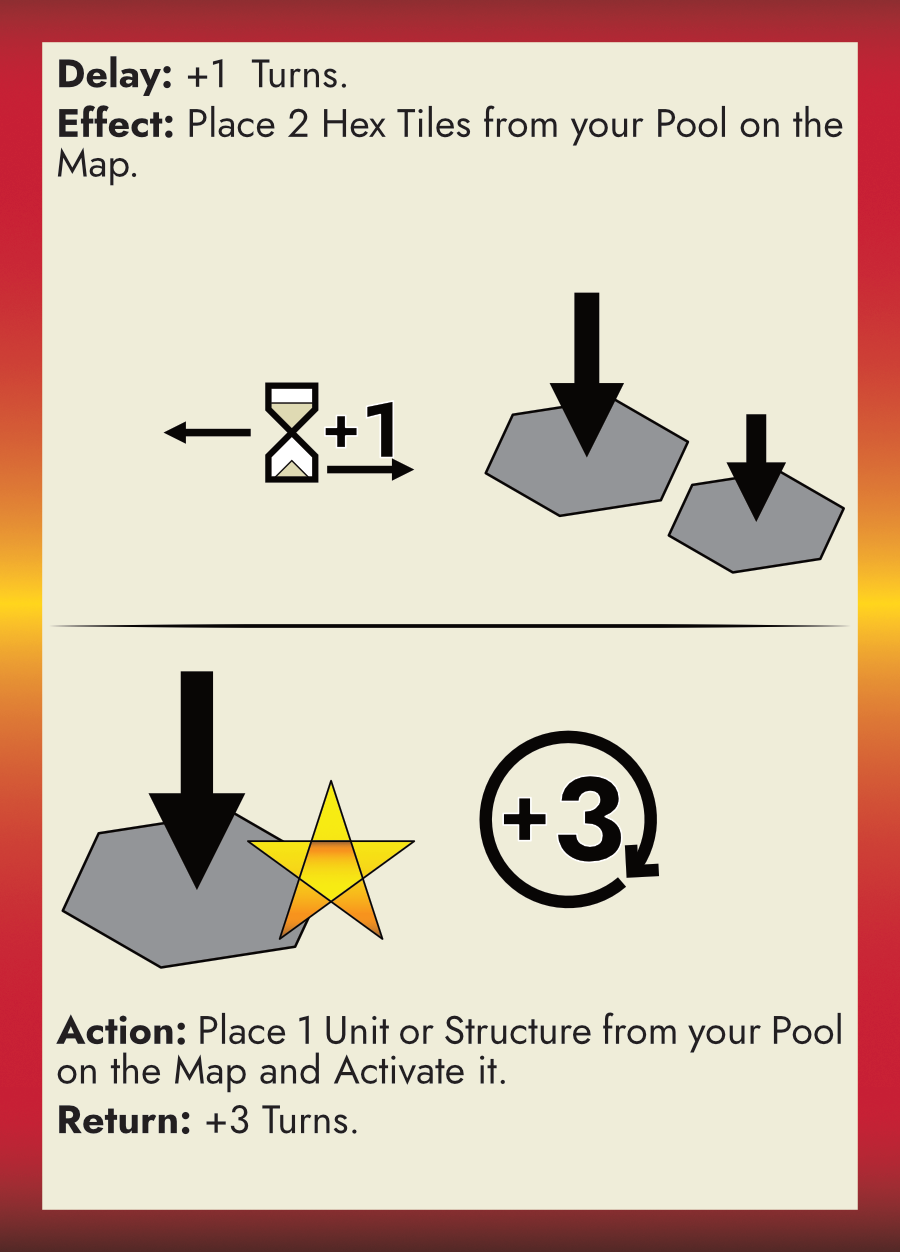 Delay: +1 Turns.
Effect: Place 2 Hex Tiles from your Pool on the
Map.
+1
+3
Action: Place 1 Unit or Structure from your Pool
on the Map and Activate it.
Return: +3 Turns.